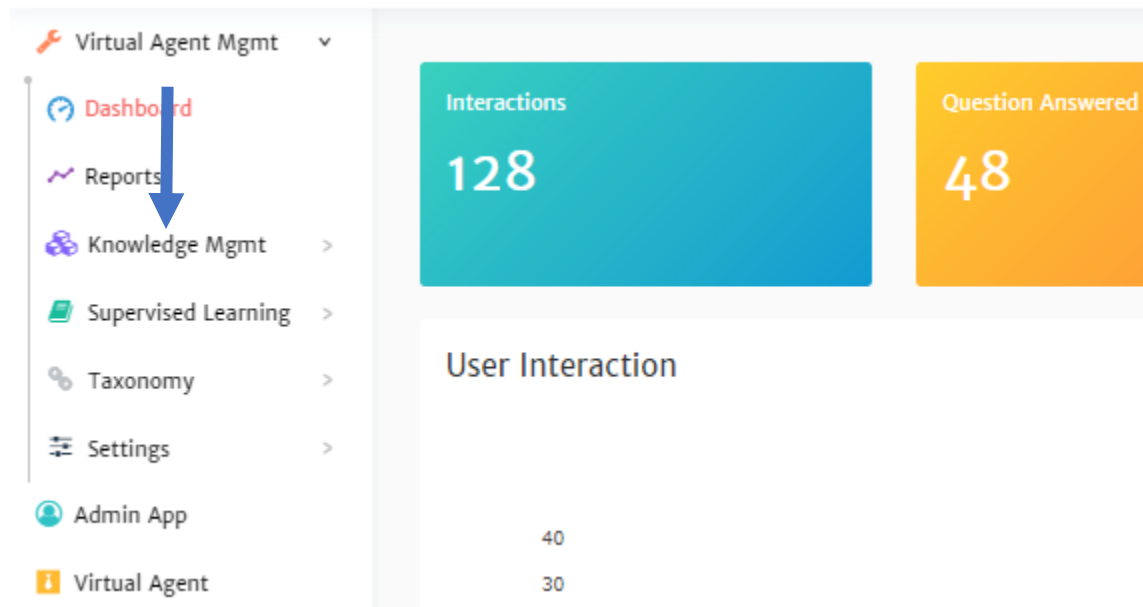 Virtual Agent Mgmt
Dashboard
Reports
Knowledge Mgmt
Supervised Learning
Taxonomy
Settings
Admin App
Virtual Agent
Interactions
128
Question Answered
48
User Interaction
40
30